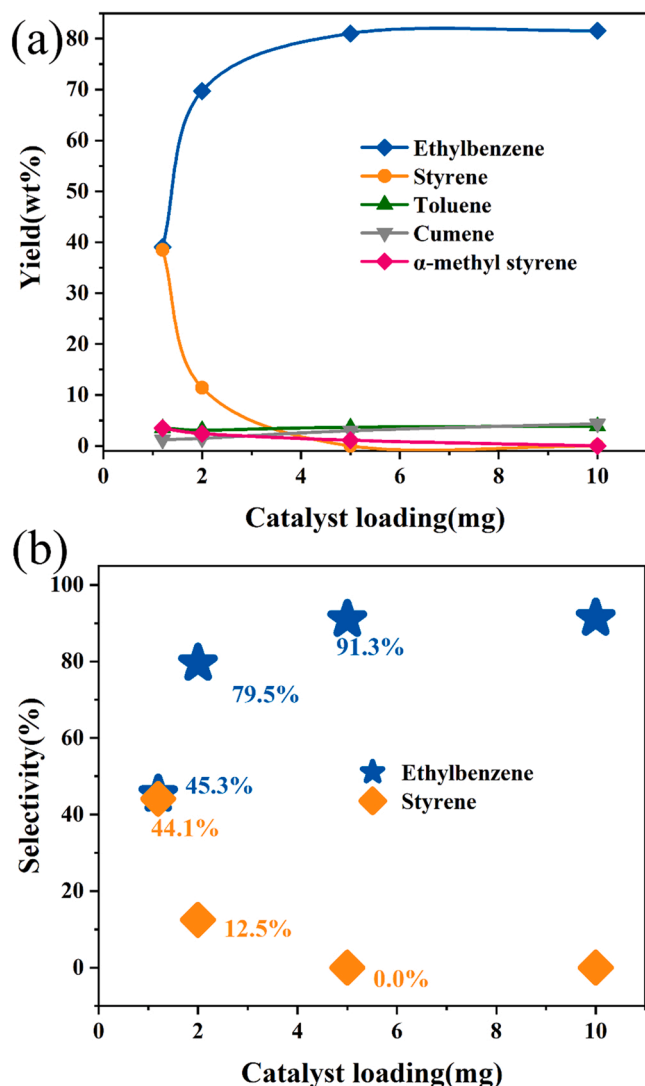 (a)
80
70
60
50
40
30
20
10
0
Yield(wt%)
Ethylbenzene
Styrene
Toluene
Cumene
α-methyl styrene
0 2 4 6 8 10
Catalyst loading(mg)
(b)
100
80
60
40
20
0
Selectivity(%)
91.3%
79.5%
45.3%
44.1%
12.5%
0.0%
Ethylbenzene
Styrene
0 2 4 6 8 10
Catalyst loading(mg)